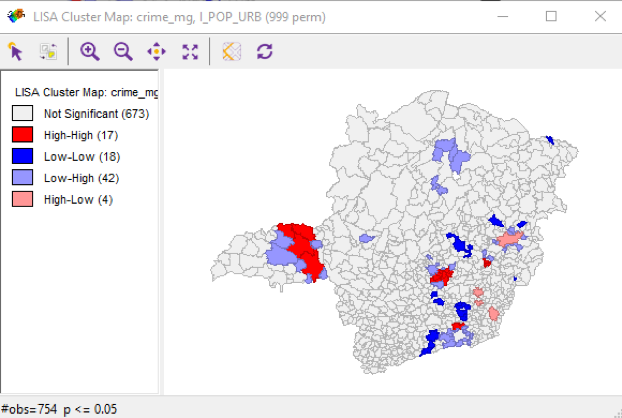 LISA Cluster Map: crime_mg, I_POP_URB (999 perm)
LISA Cluster Map: crime_mg
Not Significant (673)
High-High (17)
Low-Low (18)
Low-High (42)
High-Low (4)
#obs=754 p <= 0.05